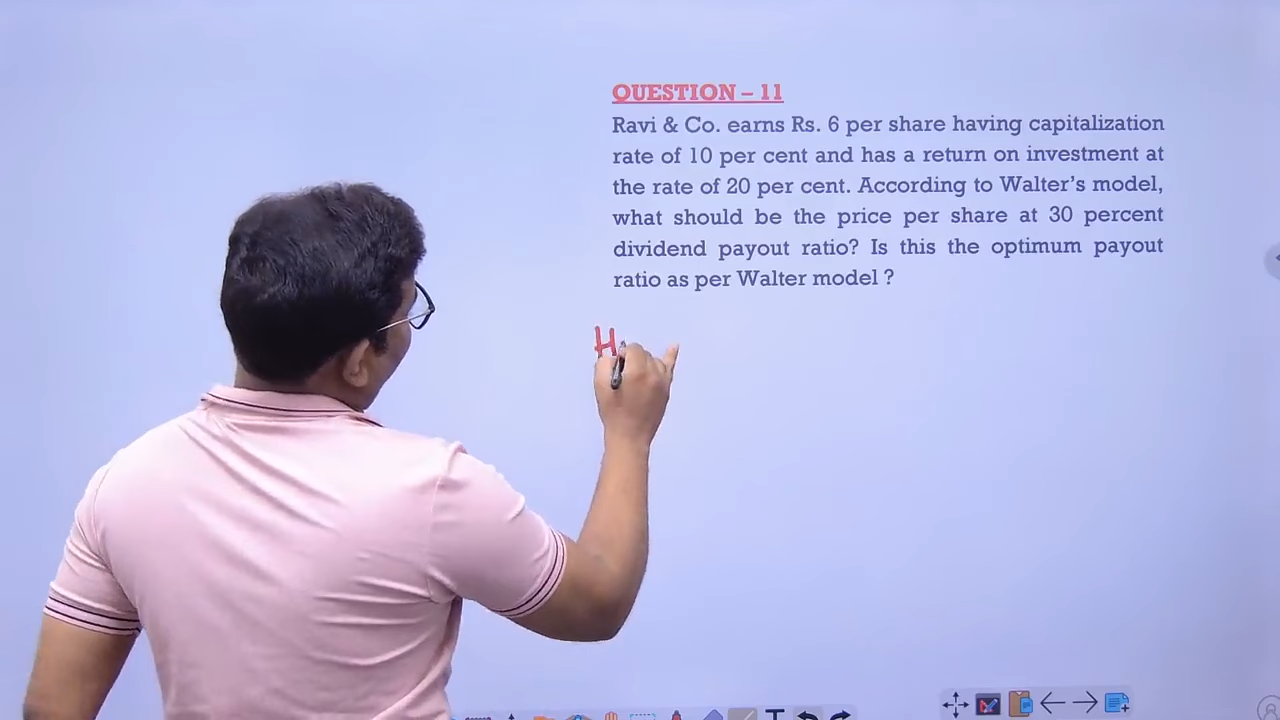 QUESTION – 11
Ravi & Co. earns Rs. 6 per share having capitalization
rate of 10 per cent and has a return on investment at
the rate of 20 per cent. According to Walter's model,
what should be the price per share at 30 percent
dividend payout ratio? Is this the optimum payout
ratio as per Walter model ?
H
T